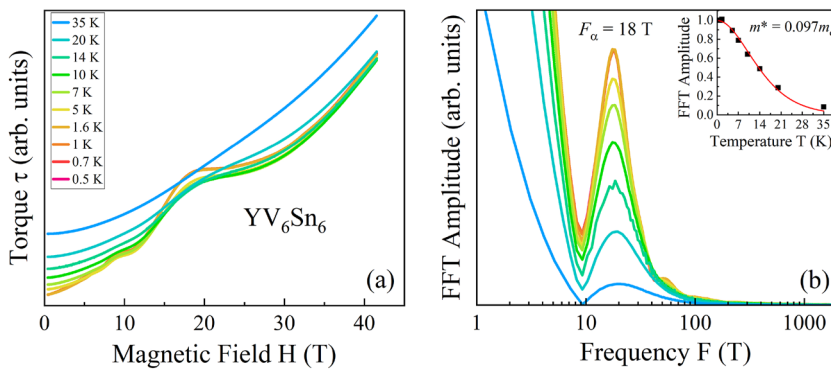 Torque τ (arb. units)
35 K
20 K
14 K
10 K
7 K
5 K
1.6 K
1 K
0.7 K
0.5 K
YV₆Sn₆
(a)
0 10 20 30 40
Magnetic Field H (T)
FFT Amplitude (arb. units)
Fα = 18 T
(b)
1 10 100 1000
Frequency F (T)
FFT Amplitude
1.0
0.8
0.6
0.4
0.2
0.0
m* = 0.097m
0 7 14 21 28 35
Temperature T (K)